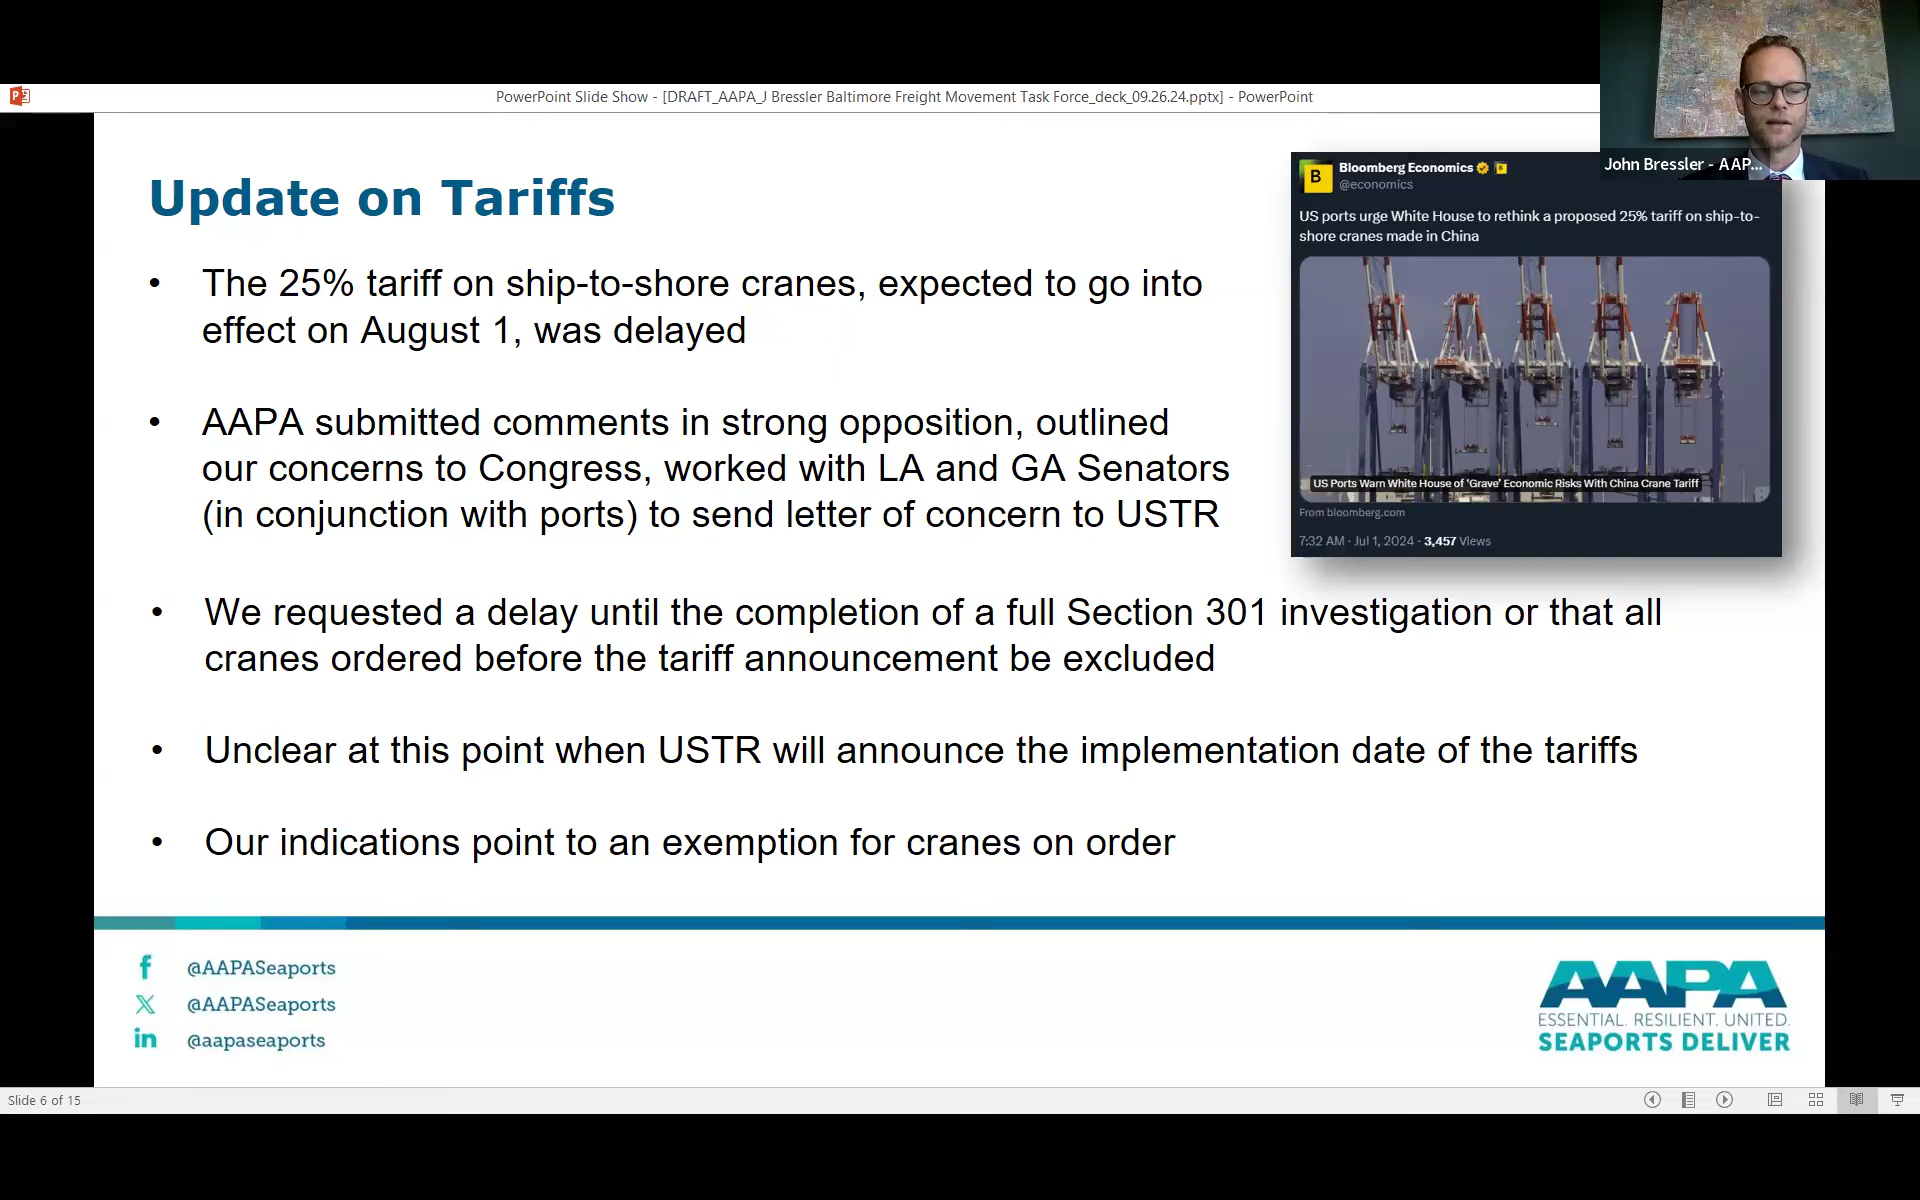 PowerPoint Slide Show - [DRAFT_AAPA_J Bressler Baltimore Freight Movement Task Force_deck_09.26.24.pptx] - PowerPoint
John Bressler - AAP...
Update on Tariffs
• The 25% tariff on ship-to-shore cranes, expected to go into
effect on August 1, was delayed
• AAPA submitted comments in strong opposition, outlined
our concerns to Congress, worked with LA and GA Senators
(in conjunction with ports) to send letter of concern to USTR
• We requested a delay until the completion of a full Section 301 investigation or that all
cranes ordered before the tariff announcement be excluded
• Unclear at this point when USTR will announce the implementation date of the tariffs
• Our indications point to an exemption for cranes on order
B
Bloomberg Economics
@economics
US ports urge White House to rethink a proposed 25% tariff on ship-to-
shore cranes made in China
US Ports Warn White House of 'Grave' Economic Risks With China Crane Tariff
From bloomberg.com
7:32 AM · Jul 1, 2024 · 3,457 Views
@AAPASeaports
@AAPASeaports
@aapaseaports
AAPA
ESSENTIAL. RESILIENT. UNITED.
SEAPORTS DELIVER
Slide 6 of 15